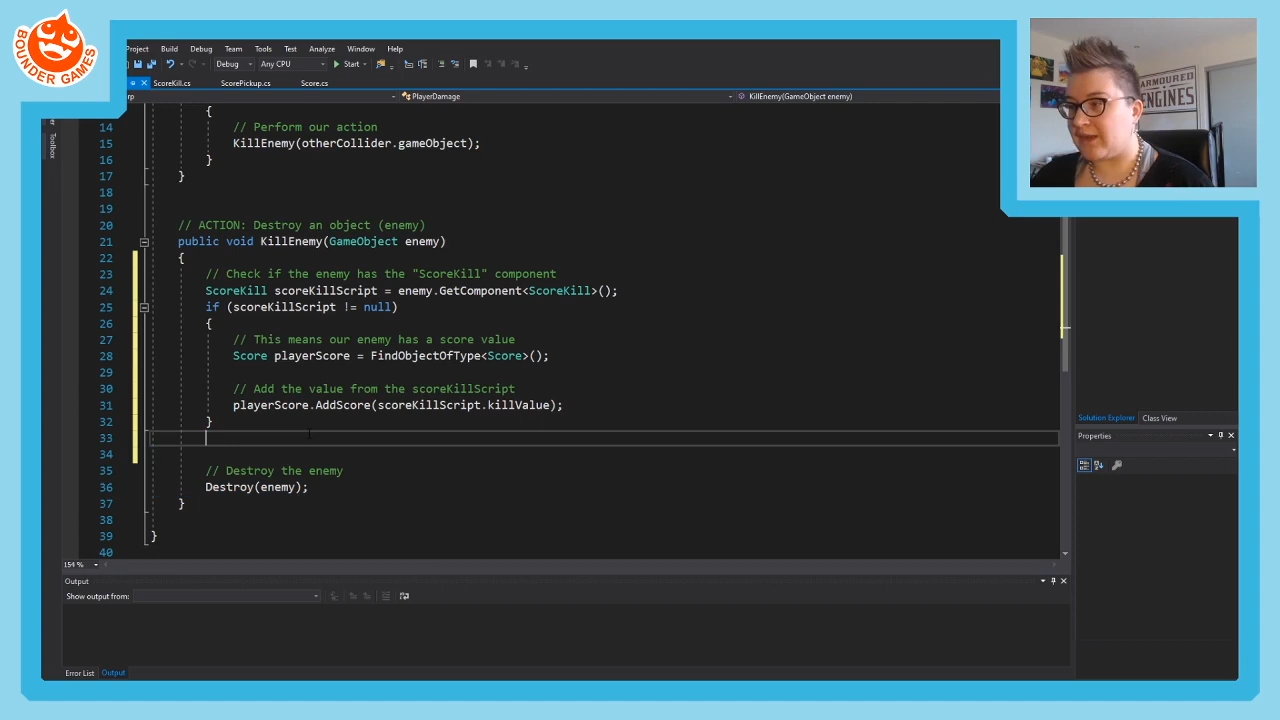 BOUNDER GAMES
Project Build Debug Team Tools Test Analyze Window Help
Debug Any CPU Start
ScoreKill.cs ScorePickup.cs Score.cs
PlayerDamage KillEnemy(GameObject enemy)
Toolbox
ARMOURED
ENGINES
{
14 // Perform our action
15 KillEnemy(otherCollider.gameObject);
16 }
17 }
18
19
20 // ACTION: Destroy an object (enemy)
21 public void KillEnemy(GameObject enemy)
22 {
23 // Check if the enemy has the "ScoreKill" component
24 ScoreKill scoreKillScript = enemy.GetComponent<ScoreKill>();
25 if (scoreKillScript != null)
26 {
27 // This means our enemy has a score value
28 Score playerScore = FindObjectOfType<Score>();
29
30 // Add the value from the scoreKillScript
31 playerScore.AddScore(scoreKillScript.killValue);
32 }
33
34
35 // Destroy the enemy
36 Destroy(enemy);
37 }
38
39 }
40
154 %
Solution Explorer Class View
Properties
Output
Show output from:
Error List Output